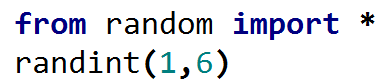 from random import *
randint(1,6)